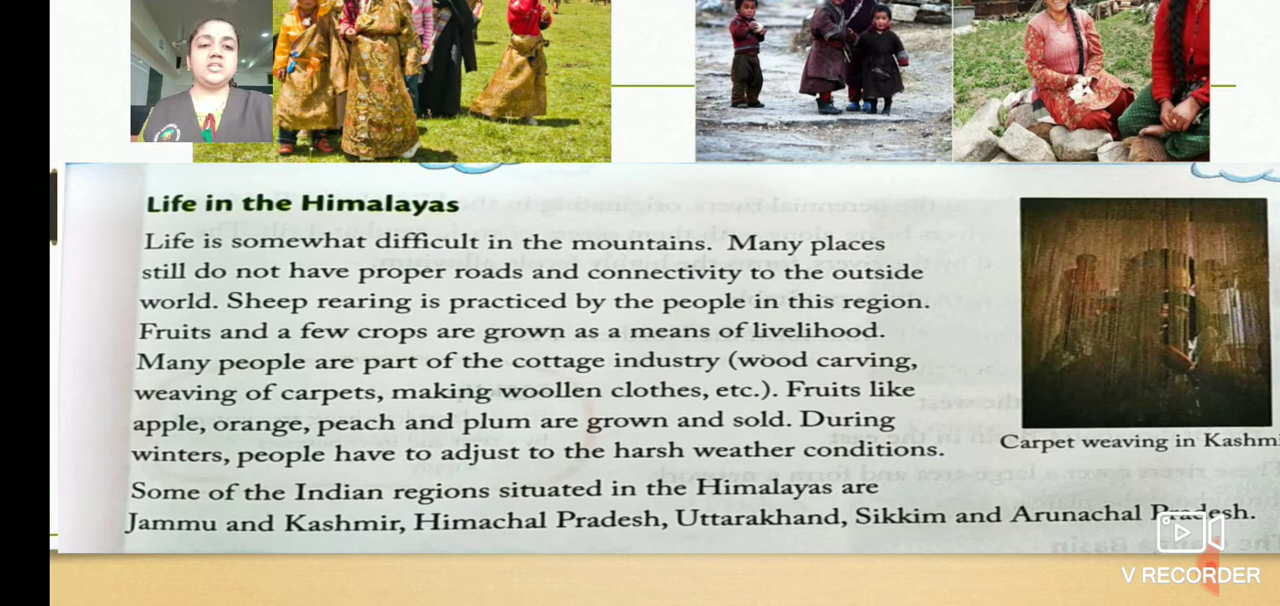 Life in the Himalayas
Life is somewhat difficult in the mountains. Many places
still do not have proper roads and connectivity to the outside
world. Sheep rearing is practiced by the people in this region.
Fruits and a few crops are grown as a means of livelihood.
Many people are part of the cottage industry (wood carving,
weaving of carpets, making woollen clothes, etc.). Fruits like
apple, orange, peach and plum are grown and sold. During
winters, people have to adjust to the harsh weather conditions.
Carpet weaving in Kashmi
Some of the Indian regions situated in the Himalayas are
Jammu and Kashmir, Himachal Pradesh, Uttarakhand, Sikkim and Arunachal Pradesh.
V RECORDER